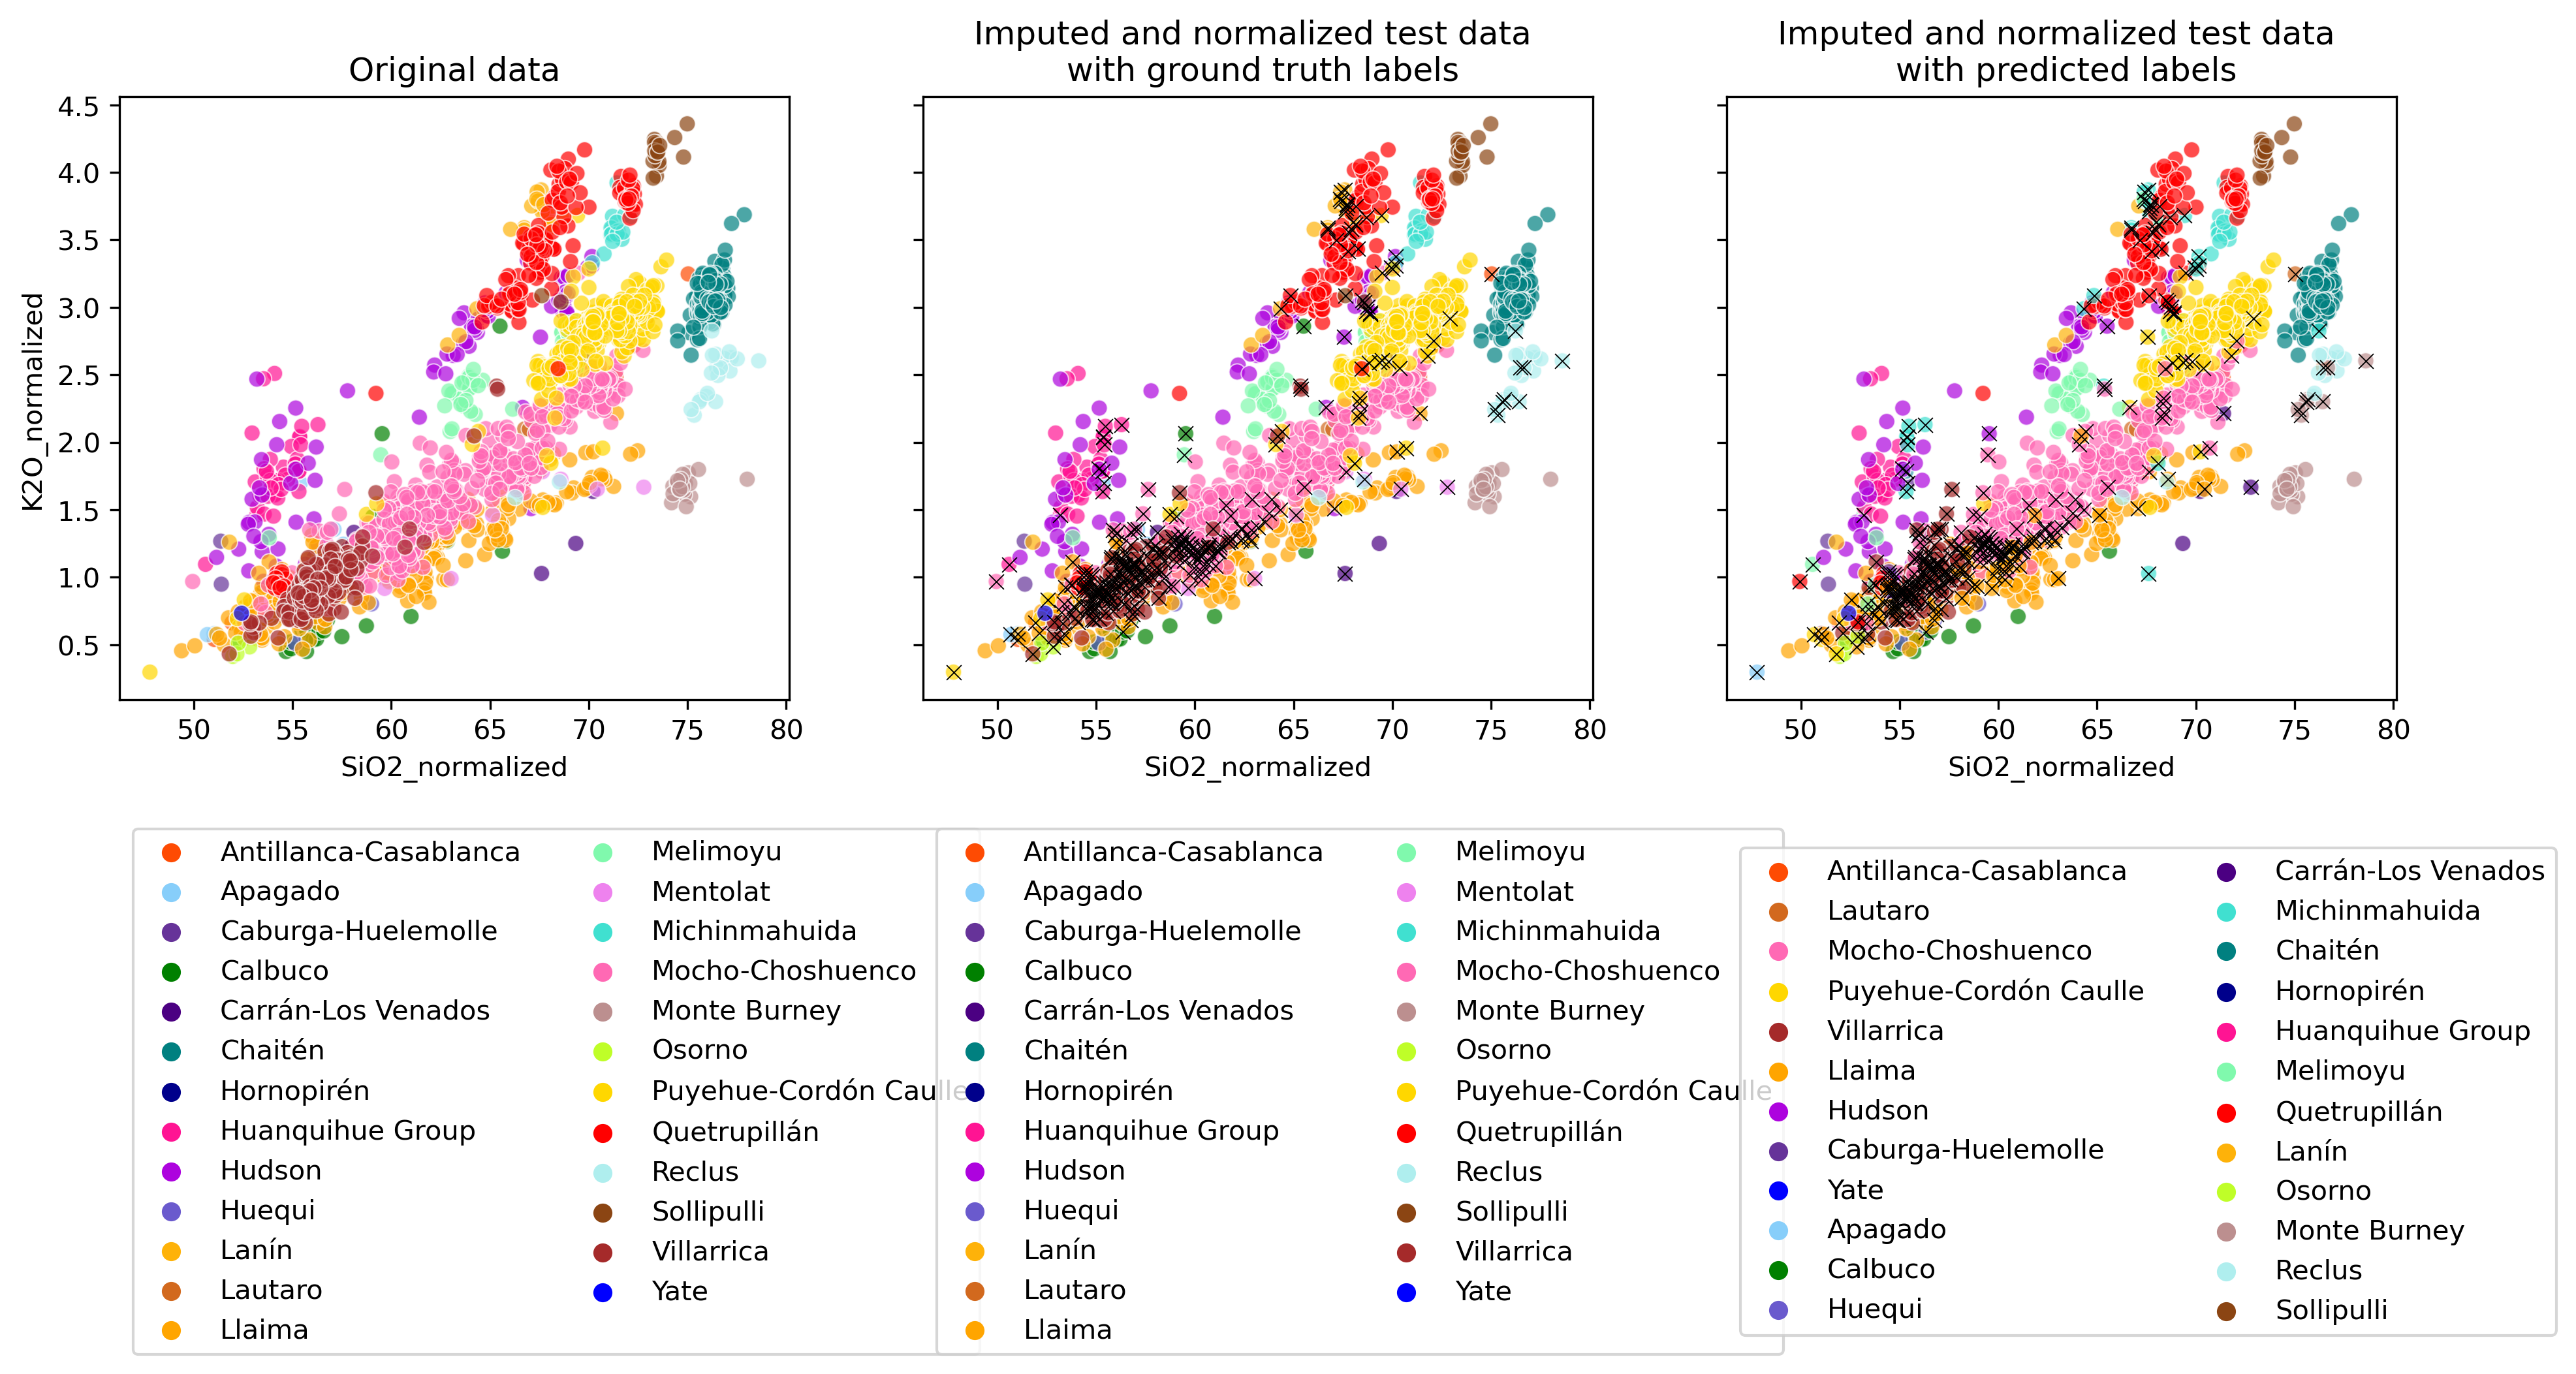 Original data
Imputed and normalized test data
with ground truth labels
Imputed and normalized test data
with predicted labels
K2O_normalized
4.5
4.0
3.5
3.0
2.5
2.0
1.5
1.0
0.5
50 55 60 65 70 75 80
SiO2_normalized
50 55 60 65 70 75 80
SiO2_normalized
50 55 60 65 70 75 80
SiO2_normalized
Antillanca-Casablanca
Apagado
Caburga-Huelemolle
Calbuco
Carrán-Los Venados
Chaitén
Hornopirén
Huanquihue Group
Hudson
Huequi
Lanín
Lautaro
Llaima
Melimoyu
Mentolat
Michinmahuida
Mocho-Choshuenco
Monte Burney
Osorno
Puyehue-Cordón Caulle
Quetrupillán
Reclus
Sollipulli
Villarrica
Yate
Antillanca-Casablanca
Apagado
Caburga-Huelemolle
Calbuco
Carrán-Los Venados
Chaitén
Hornopirén
Huanquihue Group
Hudson
Huequi
Lanín
Lautaro
Llaima
Melimoyu
Mentolat
Michinmahuida
Mocho-Choshuenco
Monte Burney
Osorno
Puyehue-Cordón Caulle
Quetrupillán
Reclus
Sollipulli
Villarrica
Yate
Antillanca-Casablanca
Lautaro
Mocho-Choshuenco
Puyehue-Cordón Caulle
Villarrica
Llaima
Hudson
Caburga-Huelemolle
Yate
Apagado
Calbuco
Huequi
Carrán-Los Venados
Michinmahuida
Chaitén
Hornopirén
Huanquihue Group
Melimoyu
Quetrupillán
Lanín
Osorno
Monte Burney
Reclus
Sollipulli